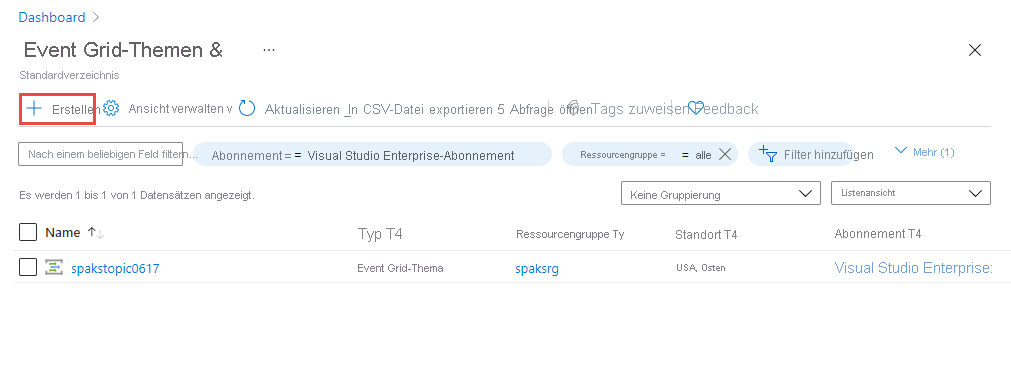 Dashboard
Event Grid-Themen & ...
Standardverzeichnis
Erstellen Ansicht verwalten v Aktualisieren _In CSV-Datei exportieren 5 Abfrage öffnen Tags zuweisen Feedback
Nach einem beliebigen Feld filtern... Abonnement = = Visual Studio Enterprise-Abonnement Ressourcengruppe = = alle Filter hinzufügen Mehr (1)
Es werden 1 bis 1 von 1 Datensätzen angezeigt. Keine Gruppierung Listenansicht
Name ↑↓ Typ T4 Ressourcengruppe Ty Standort T4 Abonnement T4
spakstopic0617 Event Grid-Thema spaksrg USA, Osten Visual Studio Enterprise: